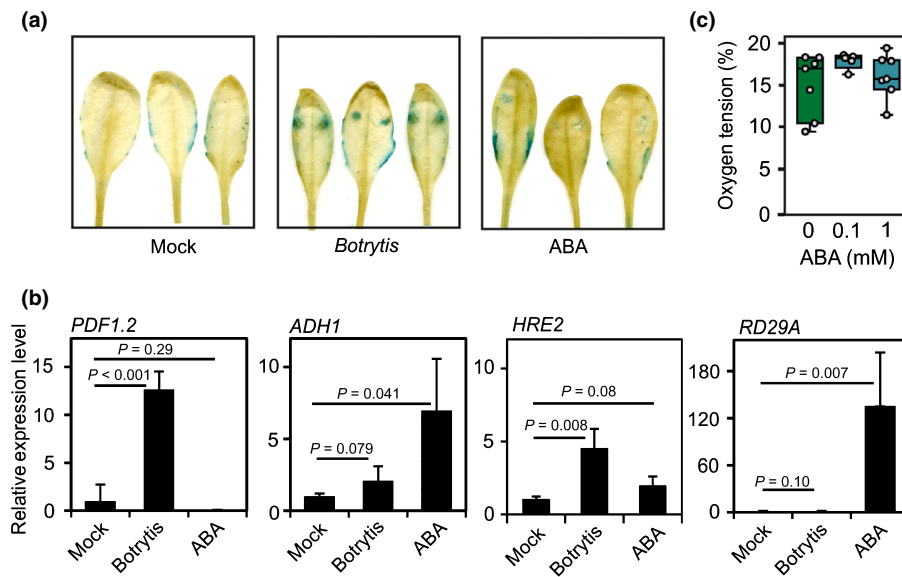 (a)
Mock
Botrytis
ABA
(c)
Oxygen tension (%)
20
15
10
5
0
0 0.1 1
ABA (mM)
(b)
Relative expression level
PDF1.2
15
10
5
0
P = 0.29
P < 0.001
Mock
Botrytis
ABA
ADH1
10
5
0
P = 0.041
P = 0.079
Mock
Botrytis
ABA
HRE2
10
5
0
P = 0.08
P = 0.008
Mock
Botrytis
ABA
RD29A
180
120
60
0
P = 0.007
P = 0.10
Mock
Botrytis
ABA